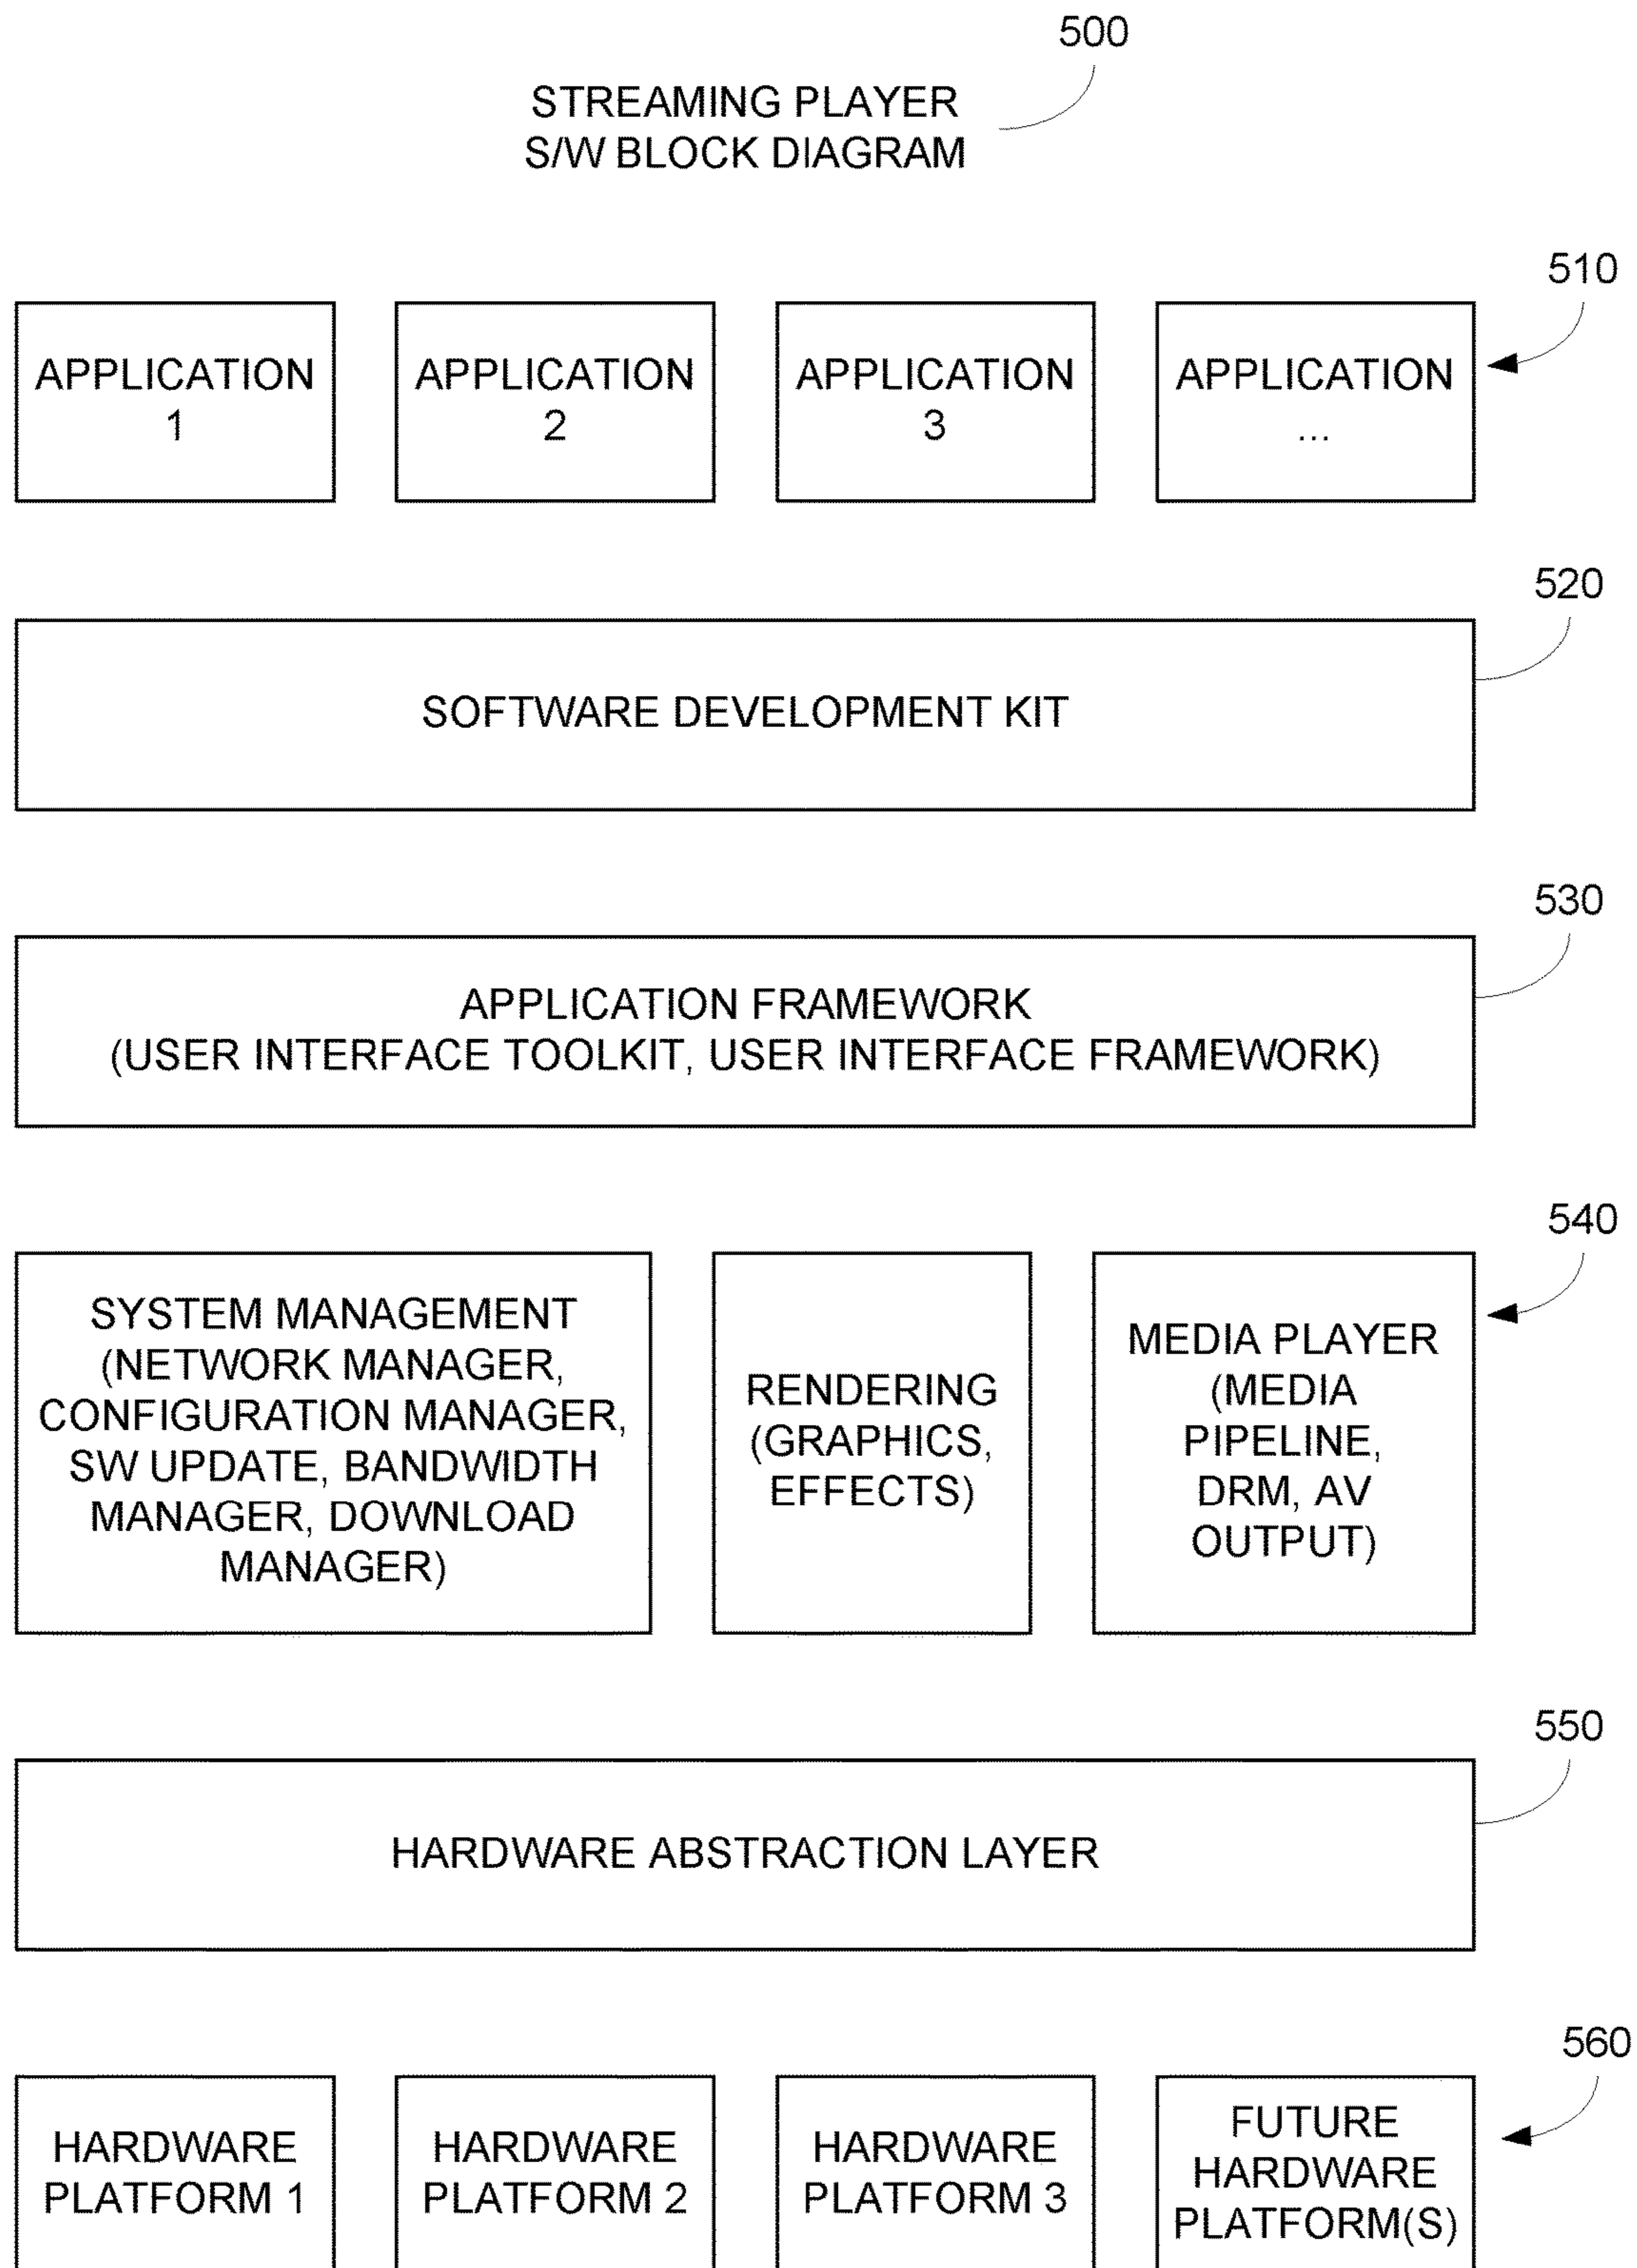 500
STREAMING PLAYER
S/W BLOCK DIAGRAM
510
APPLICATION
1
APPLICATION
2
APPLICATION
3
APPLICATION
...
520
SOFTWARE DEVELOPMENT KIT
530
APPLICATION FRAMEWORK
(USER INTERFACE TOOLKIT, USER INTERFACE FRAMEWORK)
540
SYSTEM MANAGEMENT
(NETWORK MANAGER,
CONFIGURATION MANAGER,
SW UPDATE, BANDWIDTH
MANAGER, DOWNLOAD
MANAGER)
RENDERING
(GRAPHICS,
EFFECTS)
MEDIA PLAYER
(MEDIA
PIPELINE,
DRM, AV
OUTPUT)
550
HARDWARE ABSTRACTION LAYER
560
HARDWARE
PLATFORM 1
HARDWARE
PLATFORM 2
HARDWARE
PLATFORM 3
FUTURE
HARDWARE
PLATFORM(S)